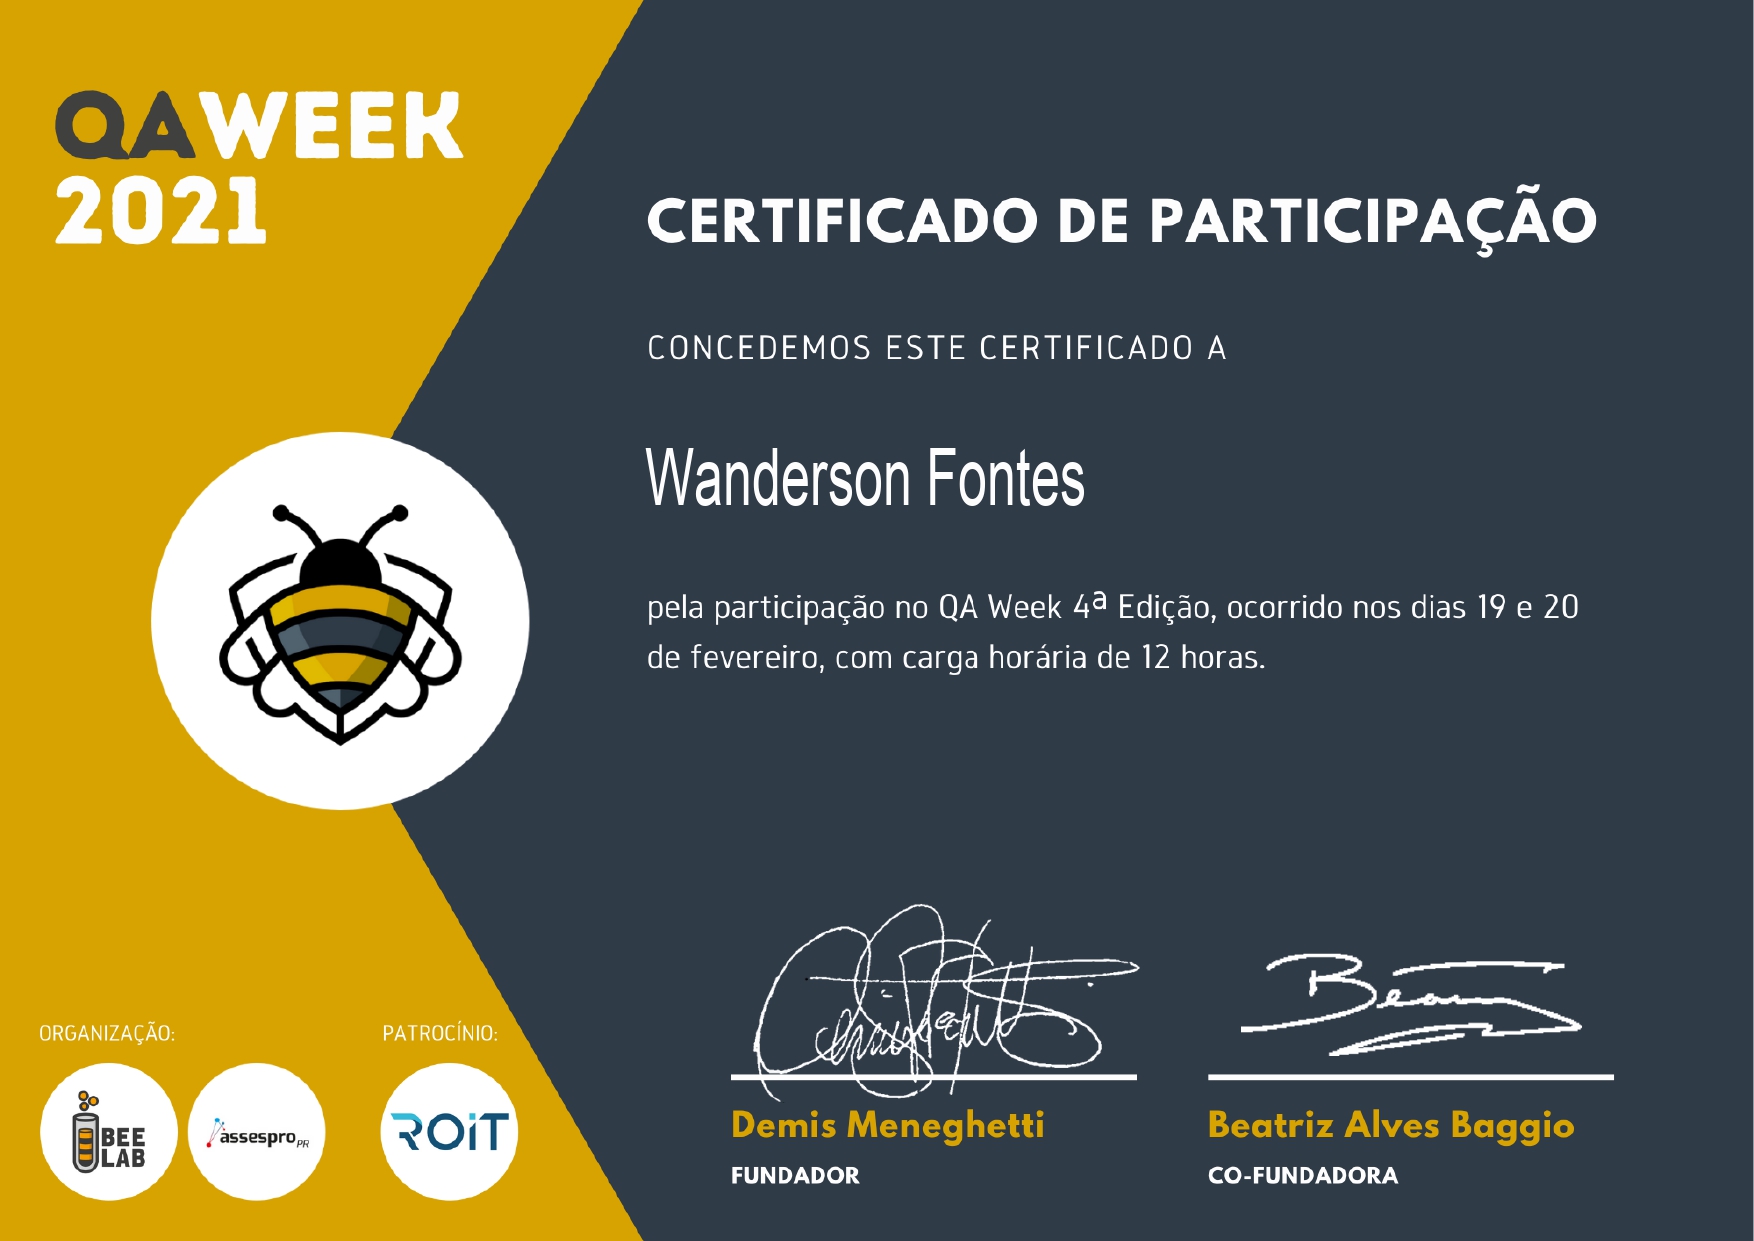 QAWEEK
2021
CERTIFICADO DE PARTICIPAÇÃO
CONCEDEMOS ESTE CERTIFICADO A
Wanderson Fontes
pela participação no QA Week 4ª Edição, ocorrido nos dias 19 e 20
de fevereiro, com carga horária de 12 horas.
ORGANIZAÇÃO:
BEE
LAB
assespro PR
PATROCÍNIO:
ROIT
Demis Meneghetti
FUNDADOR
Beatriz Alves Baggio
CO-FUNDADORA